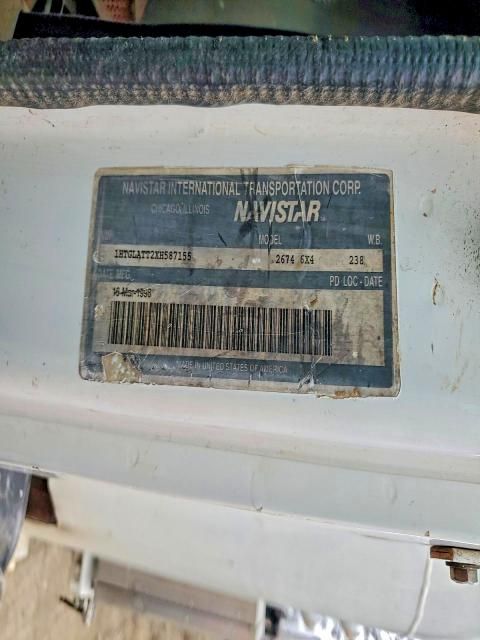 NAVISTAR INTERNATIONAL TRANSPORTATION CORP.
CHICAGO, ILLINOIS NAVISTAR
MODEL W.B.
1HTGLATT2XH587155 2674 6X4 238
DATE MFG. PD LOC - DATE
16-Mar-1998
MADE IN UNITED STATES OF AMERICA